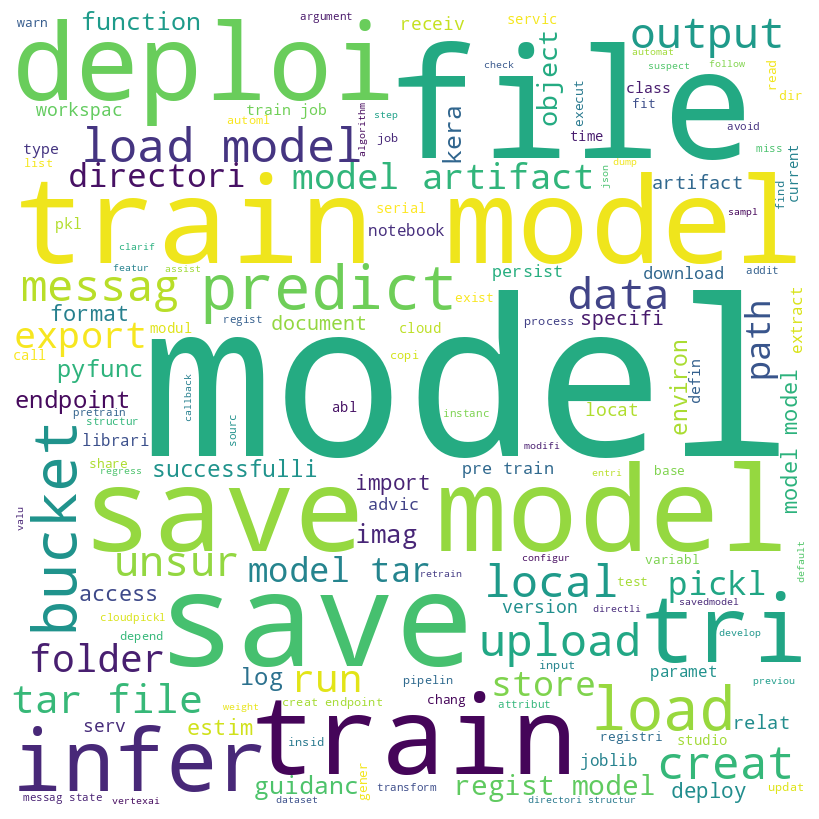 warn function argument receiv servic output
deploi file
automat
check suspect follow
object class read dir
workspac train job kera execut fit
automl algorithm step
type load model job time avoid miss
list directori model artifact json dump artifact current
train model
pkl serial notebook find sampl
clarif
featur assist
messag predict persist data download addit
format regist exist process specifi path extract
export modul document cloud
call copi
pyfunc environ defin
endpoint callback abl instanc locat model model
pretrain sourc
structur
model
librari modifi
share successfulli pre train base
regress import entri
bucket save model advic
valu imag
unsur configur variabl default
model tar retrain local test pickl
access version directli savedmodel
cloudpickl
depend save upload tri develop
folder input paramet previou
log run pipelin store load
tar file weight creat endpoint chang attribut relat
serv estim insid registri studio
infer train joblib creat
guidanc gener regist model deploy updat
messag state vertexai dataset transform directori structur